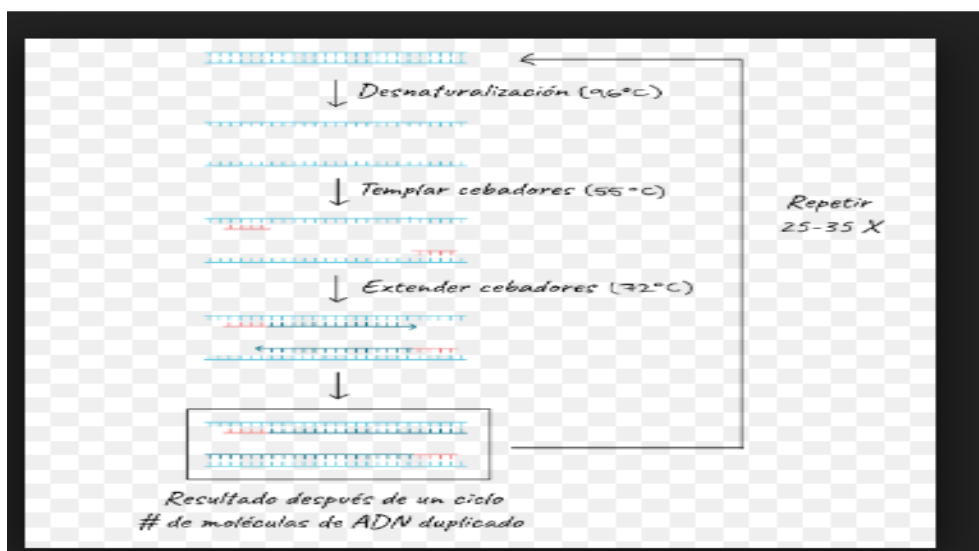 Desnaturalización (96°C)
Templar cebadores (55°C)
Repetir
25-35 X
Extender cebadores (72°C)
Resultado después de un ciclo
# de moléculas de ADN duplicado